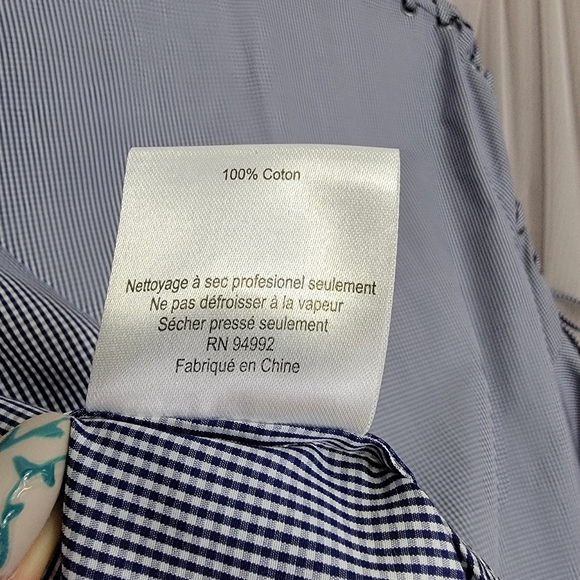 100% Coton
Nettoyage à sec profesionel seulement
Ne pas défroisser à la vapeur
Sécher pressé seulement
RN 94992
Fabriqué en Chine